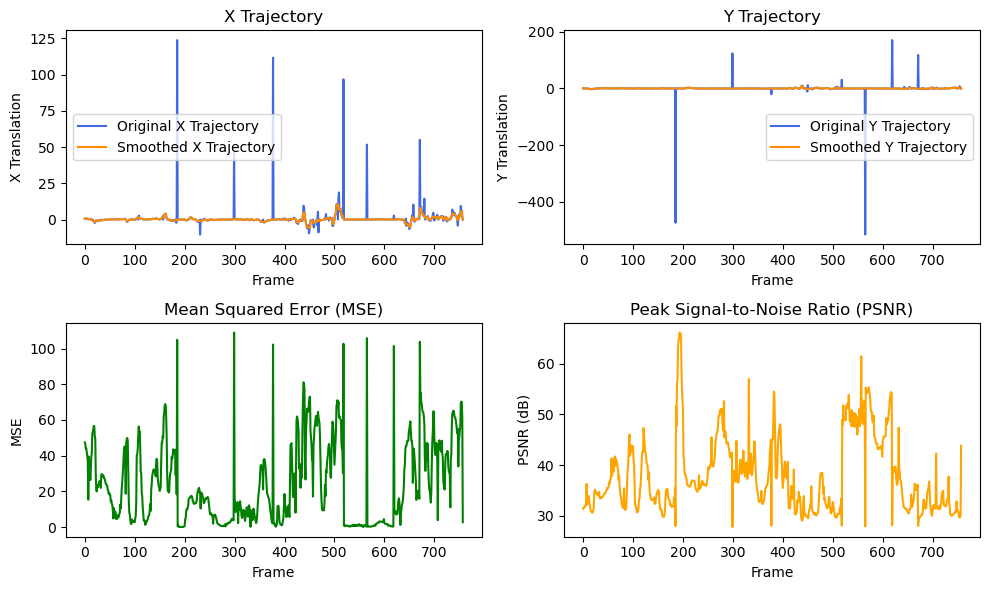 X Trajectory
125
100
75
50
25
0
X Translation
Original X Trajectory
Smoothed X Trajectory
0 100 200 300 400 500 600 700
Frame
Y Trajectory
200
0
−200
−400
Y Translation
Original Y Trajectory
Smoothed Y Trajectory
0 100 200 300 400 500 600 700
Frame
Mean Squared Error (MSE)
100
80
60
40
20
0
MSE
0 100 200 300 400 500 600 700
Frame
Peak Signal-to-Noise Ratio (PSNR)
60
50
40
30
PSNR (dB)
0 100 200 300 400 500 600 700
Frame